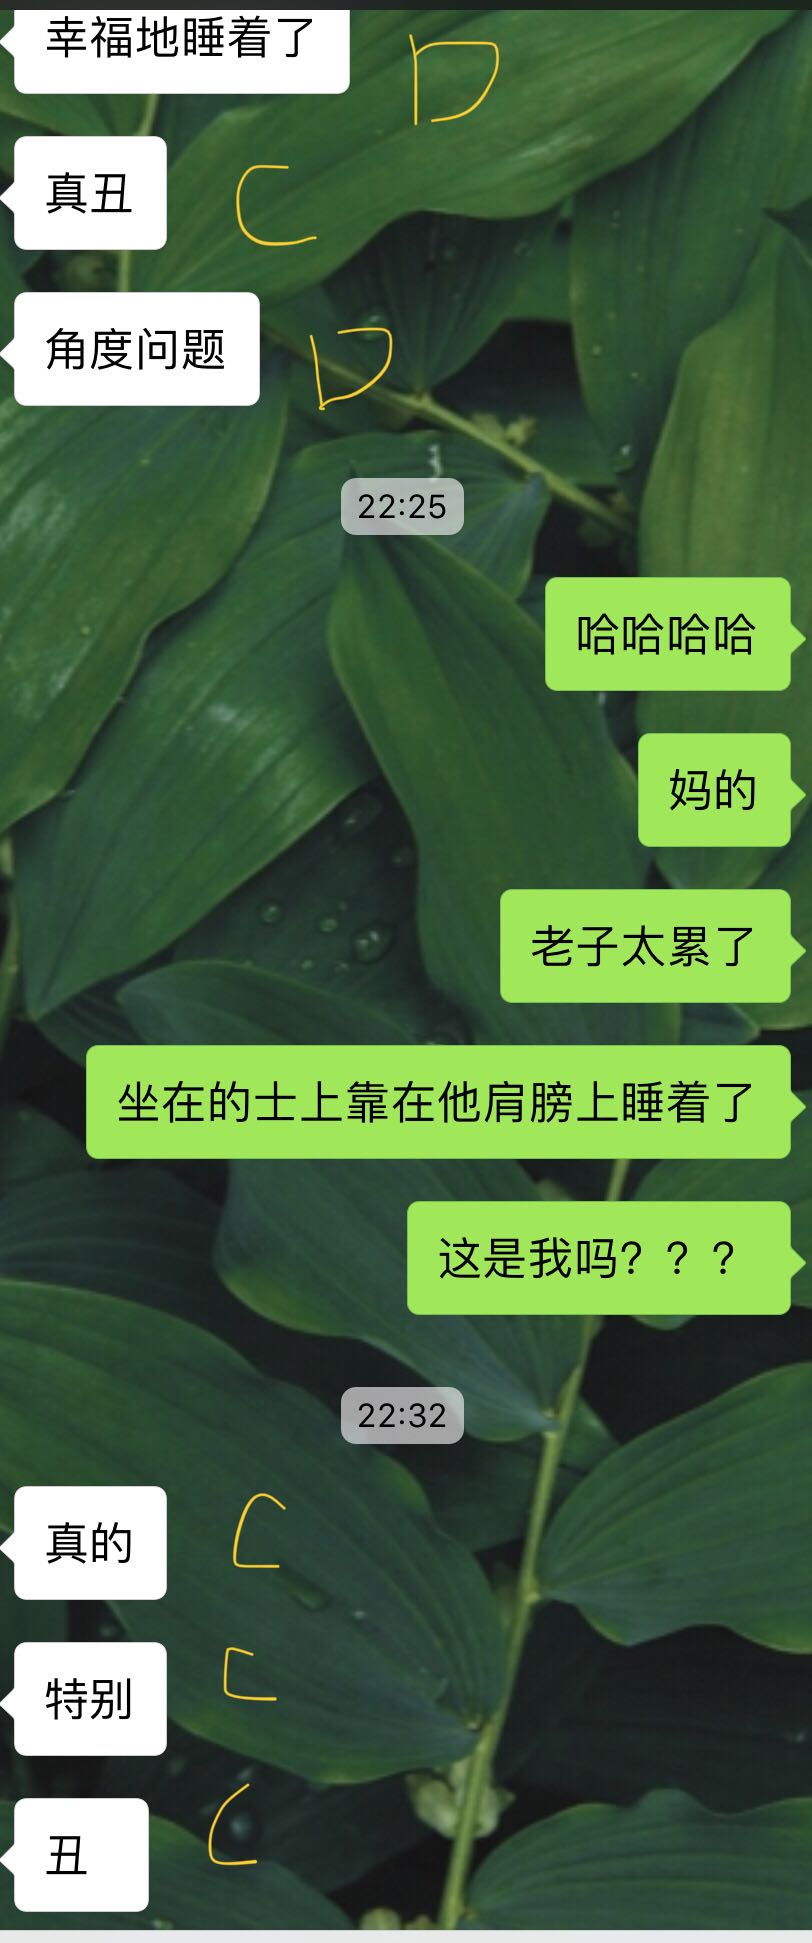 幸福地睡着了 D
真丑 C
角度问题 D
22:25
哈哈哈哈
妈的
老子太累了
坐在的士上靠在他肩膀上睡着了
这是我吗？？？
22:32
真的 C
特别 C
丑 C